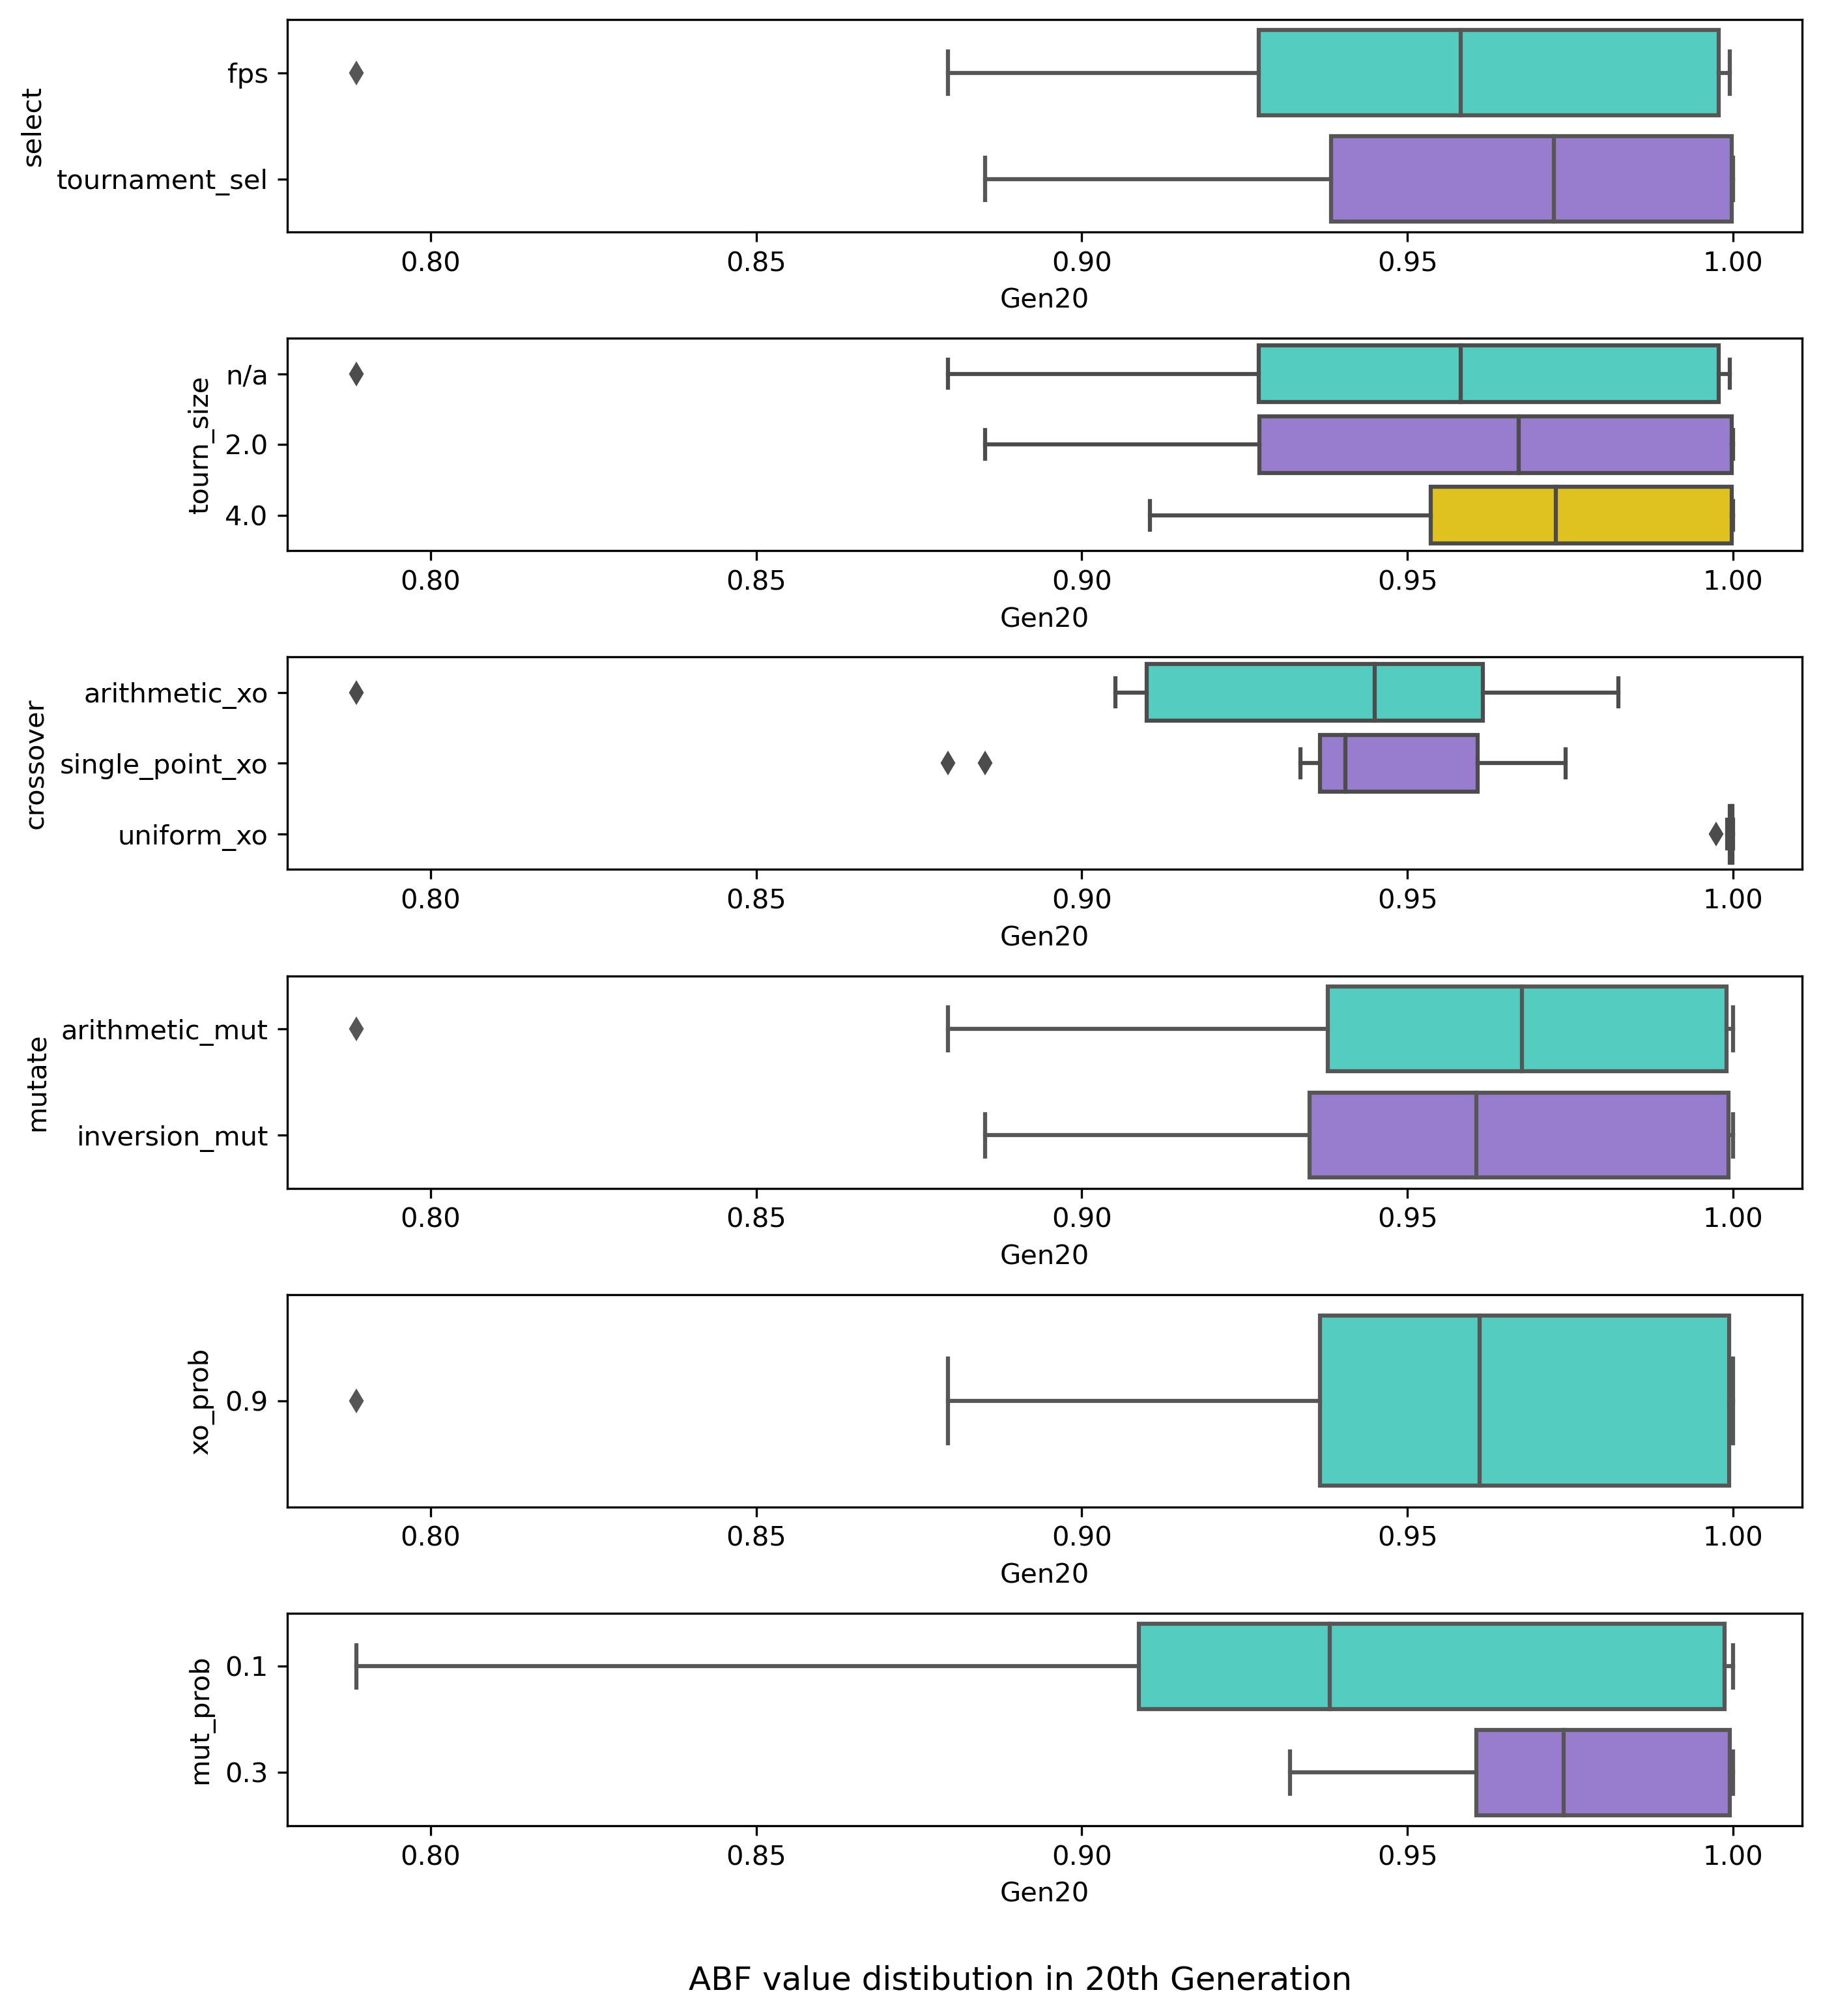 select
fps
tournament_sel
0.80 0.85 0.90 0.95 1.00
Gen20
tourn_size
n/a
2.0
4.0
0.80 0.85 0.90 0.95 1.00
Gen20
crossover
arithmetic_xo
single_point_xo
uniform_xo
0.80 0.85 0.90 0.95 1.00
Gen20
mutate
arithmetic_mut
inversion_mut
0.80 0.85 0.90 0.95 1.00
Gen20
xo_prob
0.9
0.80 0.85 0.90 0.95 1.00
Gen20
mut_prob
0.1
0.3
0.80 0.85 0.90 0.95 1.00
Gen20
ABF value distibution in 20th Generation